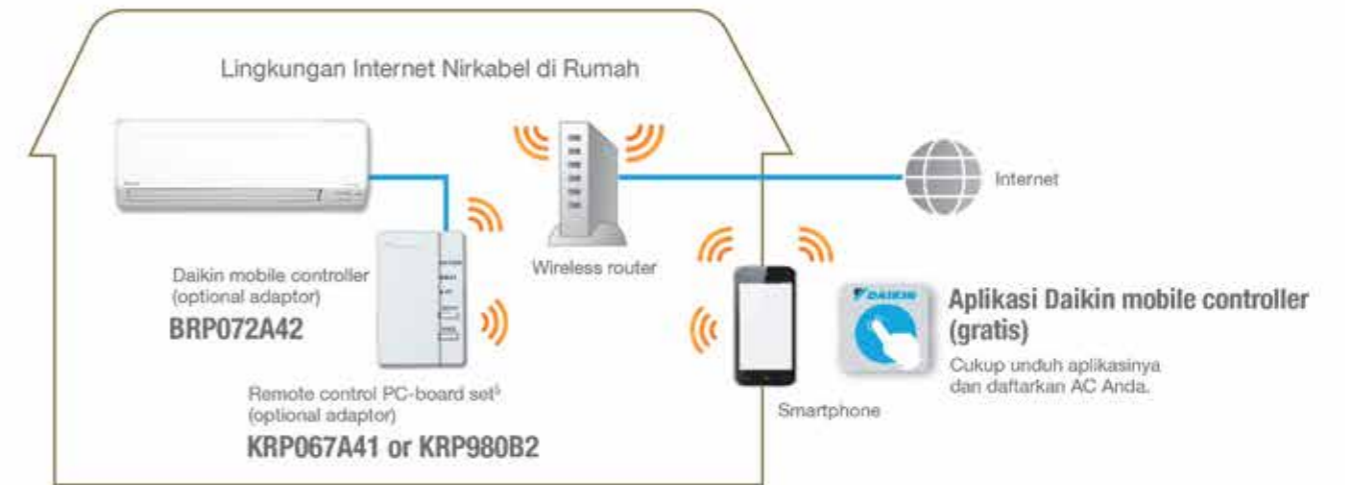 Lingkungan Internet Nirkabel di Rumah
Internet
Wireless router
Daikin mobile controller
(optional adaptor)
BRP072A42
DAIKIN
Aplikasi Daikin mobile controller
(gratis)
Cukup unduh aplikasinya
dan daftarkan AC Anda.
Remote control PC-board set⁵
(optional adaptor)
KRP067A41 or KRP980B2
Smartphone